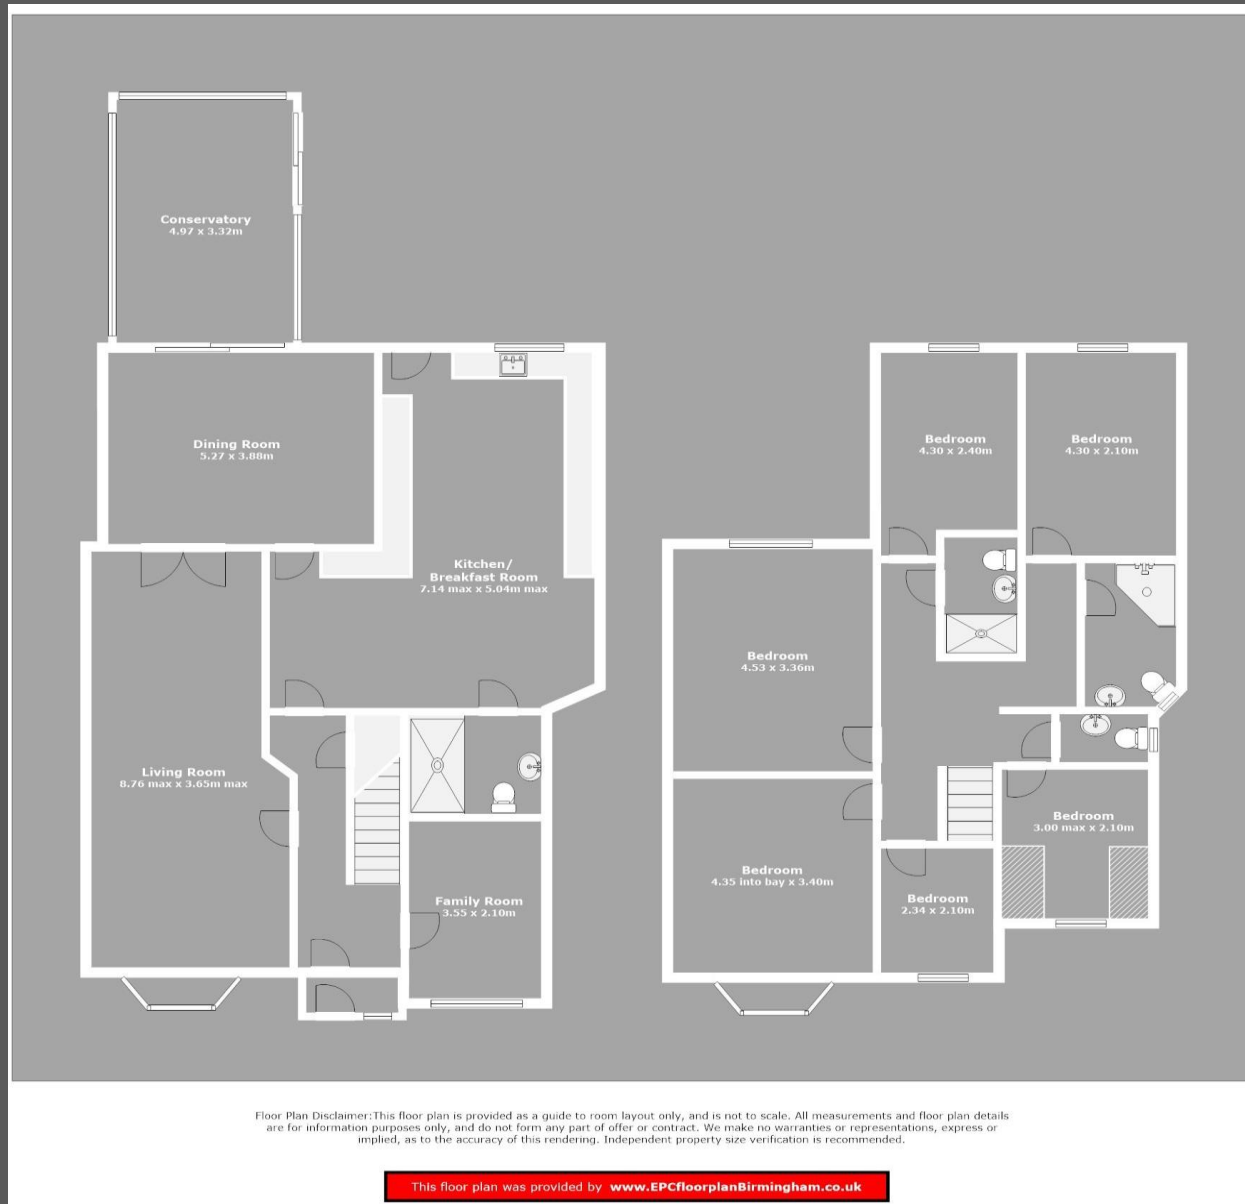 Conservatory
4.97 x 3.32m
Dining Room
5.27 x 3.88m
Kitchen/
Breakfast Room
7.14 max x 5.04m max
Living Room
8.76 max x 3.65m max
Family Room
3.55 x 2.10m
Bedroom
4.30 x 2.40m
Bedroom
4.30 x 2.10m
Bedroom
4.53 x 3.36m
Bedroom
4.35 into bay x 3.40m
Bedroom
3.00 max x 2.10m
Bedroom
2.34 x 2.10m
Floor Plan Disclaimer:This floor plan is provided as a guide to room layout only, and is not to scale. All measurements and floor plan details
are for information purposes only, and do not form any part of offer or contract. We make no warranties or representations, express or
implied, as to the accuracy of this rendering. Independent property size verification is recommended.
This floor plan was provided by www.EPCfloorplanBirmingham.co.uk